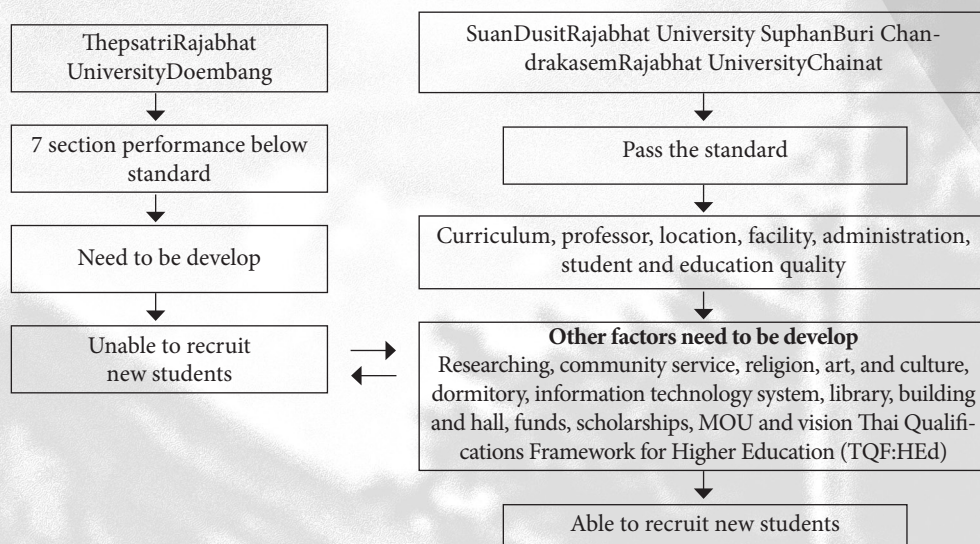 ThepsatriRajabhat
UniversityDoembang
7 section performance below
standard
Need to be develop
Unable to recruit
new students
SuanDusitRajabhat University SuphanBuri Chan-
drakasemRajabhat UniversityChainat
Pass the standard
Curriculum, professor, location, facility, administration,
student and education quality
Other factors need to be develop
Researching, community service, religion, art, and culture,
dormitory, information technology system, library, building
and hall, funds, scholarships, MOU and vision Thai Qualifi-
cations Framework for Higher Education (TQF:HEd)
Able to recruit new students